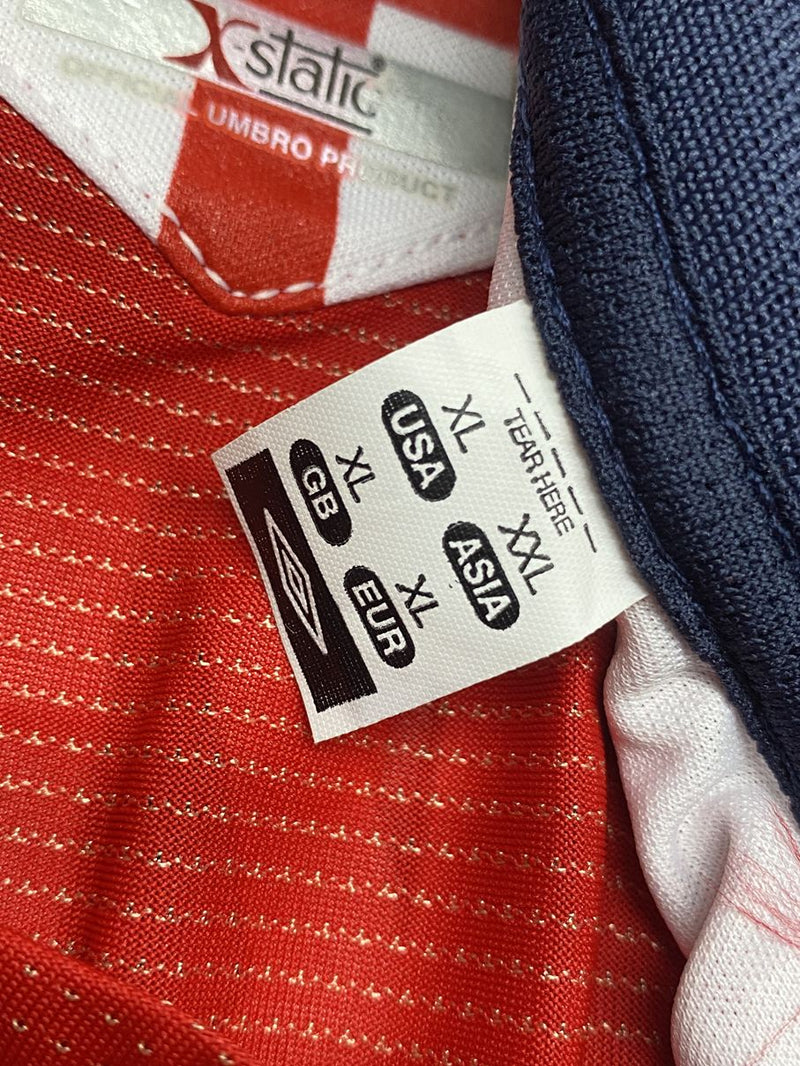 X-static®
OFFICIAL UMBRO PRODUCT
TEAR HERE
USA XL
ASIA XXL
GB XL
EUR XL